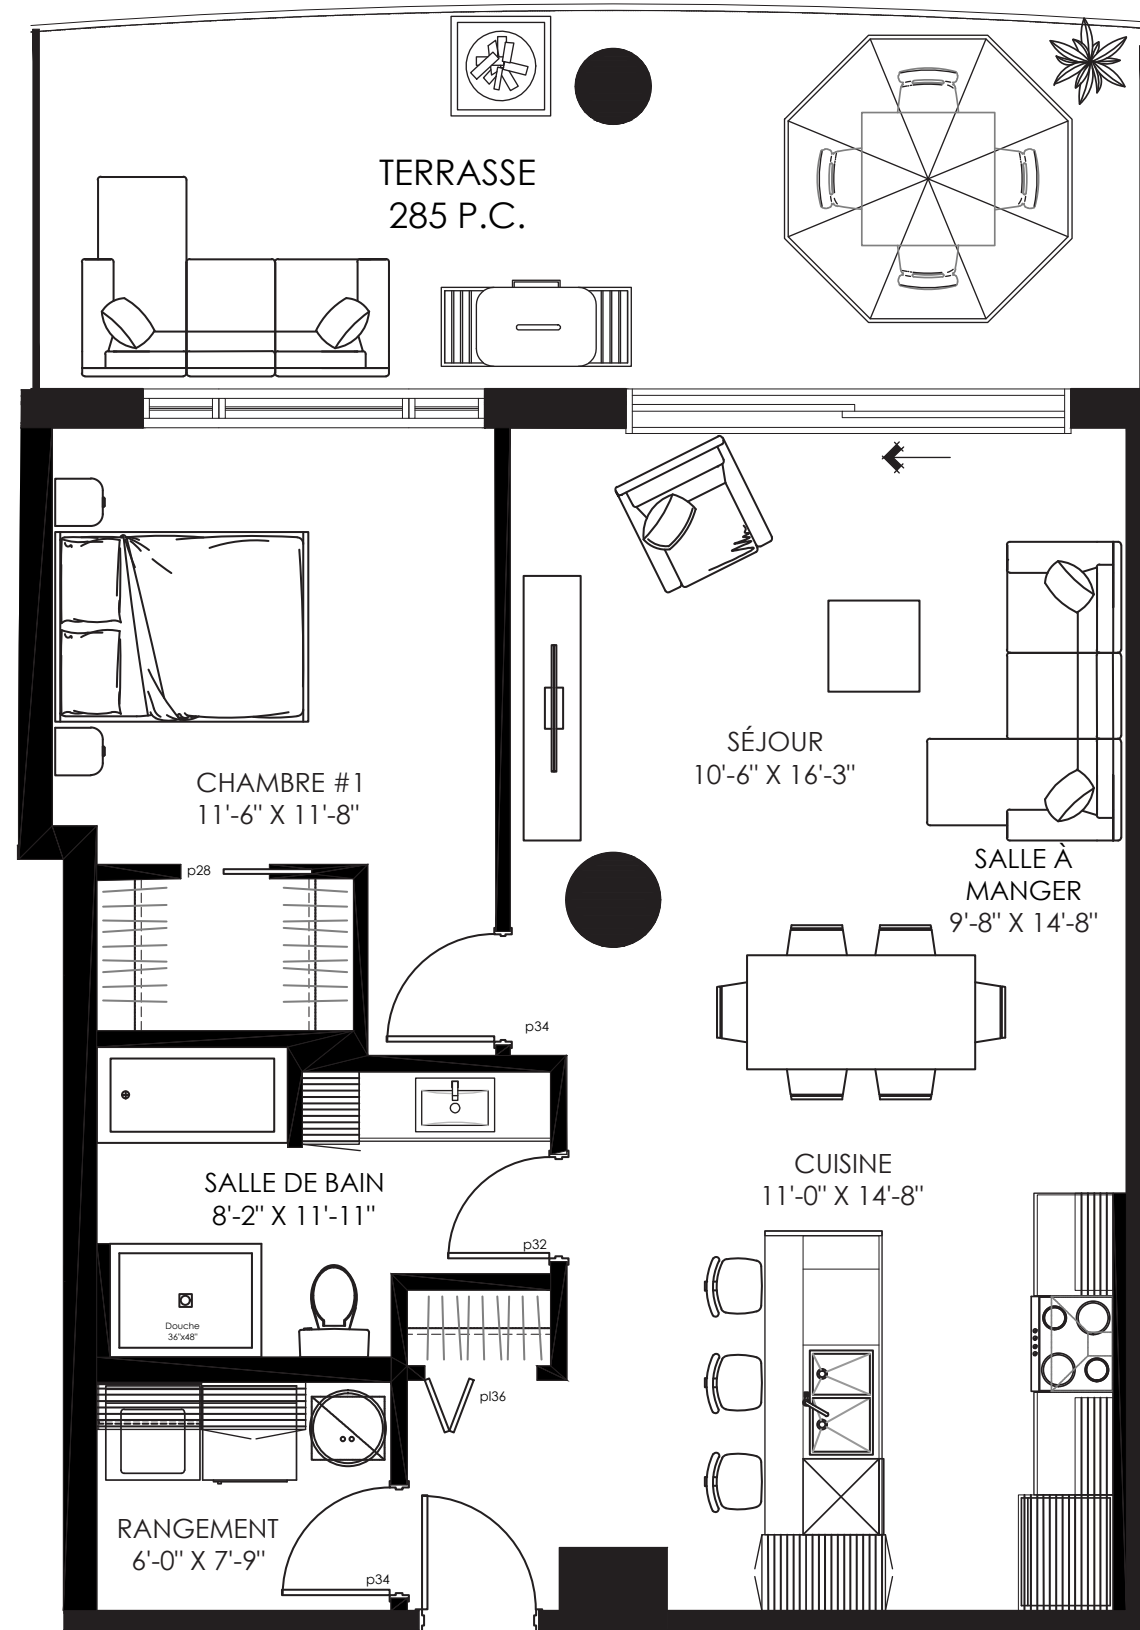 TERRASSE
285 P.C.
SÉJOUR
10'-6" X 16'-3"
CHAMBRE #1
11'-6" X 11'-8"
SALLE À
MANGER
9'-8" X 14'-8"
p28
p34
CUISINE
11'-0" X 14'-8"
SALLE DE BAIN
8'-2" X 11'-11"
p32
Douche
36"x48"
pl36
RANGEMENT
6'-0" X 7'-9"
p34